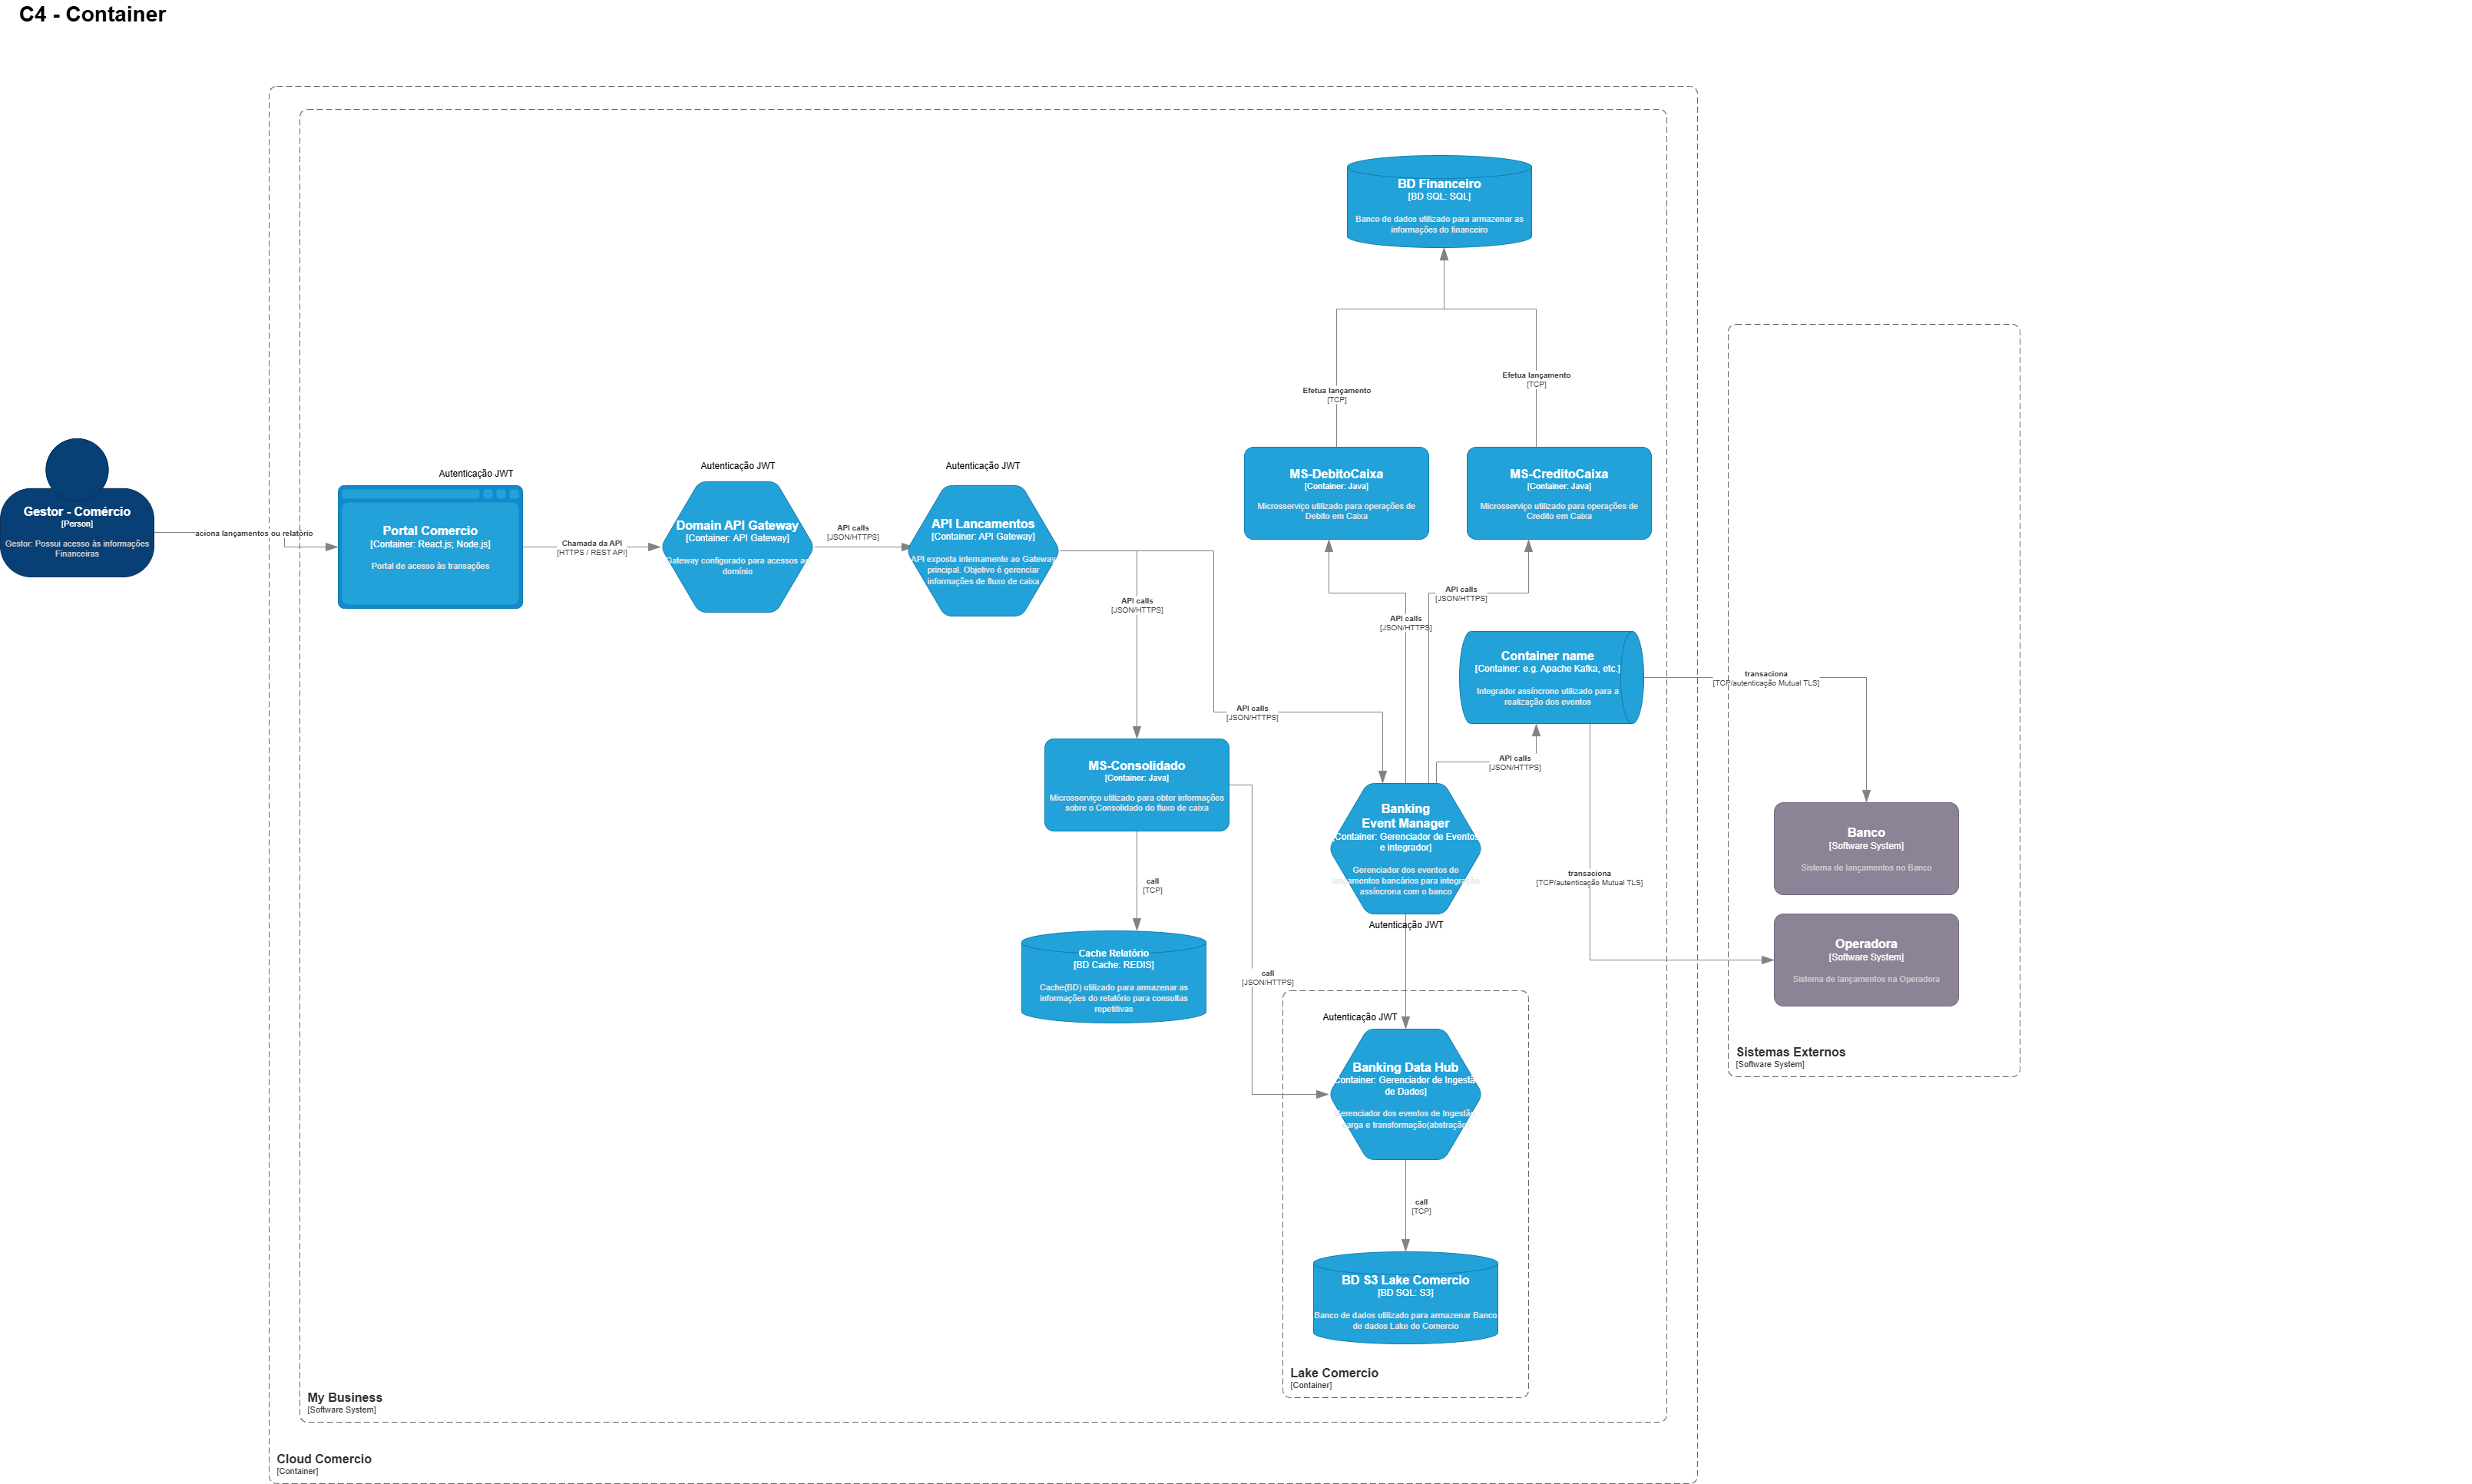 C4 - Container
Gestor - Comércio
[Person]
Gestor: Possui acesso às informações
Financeiras
aciona lançamentos ou relatório
Autenticação JWT
Portal Comercio
[Container: React.js; Node.js]
Portal de acesso às transações
Chamada da API
[HTTPS / REST API]
Autenticação JWT
Domain API Gateway
[Container: API Gateway]
Gateway configurado para acessos ao
domínio
API calls
[JSON/HTTPS]
Autenticação JWT
API Lancamentos
[Container: API Gateway]
API exposta internamente ao Gateway
principal. Objetivo é gerenciar
informações de fluxo de caixa
API calls
[JSON/HTTPS]
API calls
[JSON/HTTPS]
BD Financeiro
[BD SQL: SQL]
Banco de dados utilizado para armazenar as
informações do financeiro
Efetua lançamento
[TCP]
Efetua lançamento
[TCP]
MS-DebitoCaixa
[Container: Java]
Microsserviço utilizado para operações de
Debito em Caixa
MS-CreditoCaixa
[Container: Java]
Microsserviço utilizado para operações de
Credito em Caixa
API calls
[JSON/HTTPS]
API calls
[JSON/HTTPS]
Container name
[Container: e.g. Apache Kafka, etc.]
Integrador assíncrono utilizado para a
realização dos eventos
transaciona
[TCP/autenticação Mutual TLS]
API calls
[JSON/HTTPS]
MS-Consolidado
[Container: Java]
Microsserviço utilizado para obter informações
sobre o Consolidado do fluxo de caixa
Banking
Event Manager
[Container: Gerenciador de Eventos
e integrador]
Gerenciador dos eventos de
lançamentos bancários para integração
assíncrona com o banco
Autenticação JWT
transaciona
[TCP/autenticação Mutual TLS]
Banco
[Software System]
Sistema de lançamentos no Banco
Operadora
[Software System]
Sistema de lançamentos na Operadora
Sistemas Externos
[Software System]
call
[TCP]
Cache Relatório
[BD Cache: REDIS]
Cache(BD) utilizado para armazenar as
informações do relatório para consultas
repetitivas
call
[JSON/HTTPS]
Autenticação JWT
Banking Data Hub
Container: Gerenciador de Ingestã
de Dados]
Gerenciador dos eventos de Ingestão
arga e transformação(abstração
call
[TCP]
BD S3 Lake Comercio
[BD SQL: S3]
Banco de dados utilizado para armazenar Banco
de dados Lake do Comercio
Lake Comercio
[Container]
My Business
[Software System]
Cloud Comercio
[Container]